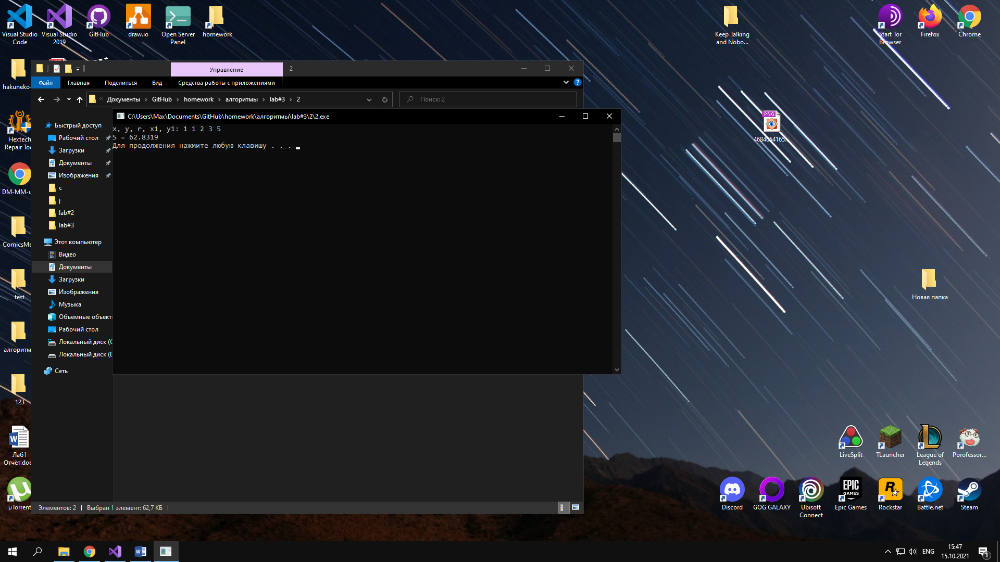 Visual Studio Code
Visual Studio 2019
GitHub
draw.io
Open Server Panel
homework
Keep Talking and Nobo...
Start Tor Browser
Firefox
Chrome
hakuneko-
Hextech Repair Too
DM-MM-u
ComicsMe
test
алгоритм
123
Лаб1 Отчёт.doc
µTorrent
Управление
2
Файл
Главная
Поделиться
Вид
Средства работы с приложениями
Документы › GitHub › homework › алгоритмы › lab#3 › 2
Поиск: 2
Быстрый доступ
Рабочий стол
Загрузки
Документы
Изображения
c
j
lab#2
lab#3
Этот компьютер
Видео
Документы
Загрузки
Изображения
Музыка
Объемные объект
Рабочий стол
Локальный диск (C
Локальный диск (D
Сеть
C:\Users\Max\Documents\GitHub\homework\алгоритмы\lab#3\2\2.exe
x, y, r, x1, y1: 1 1 2 3 5
S = 62.8319
Для продолжения нажмите любую клавишу . . .
Элементов: 2
Выбран 1 элемент: 62,7 КБ
PNG
4684654165...
Новая папка
LiveSplit
TLauncher
League of Legends
Porofessor...
Discord
GOG GALAXY
Ubisoft Connect
EPIC GAMES
Epic Games
Rockstar
Battle.net
Steam
ENG
15:47
15.10.2021
1